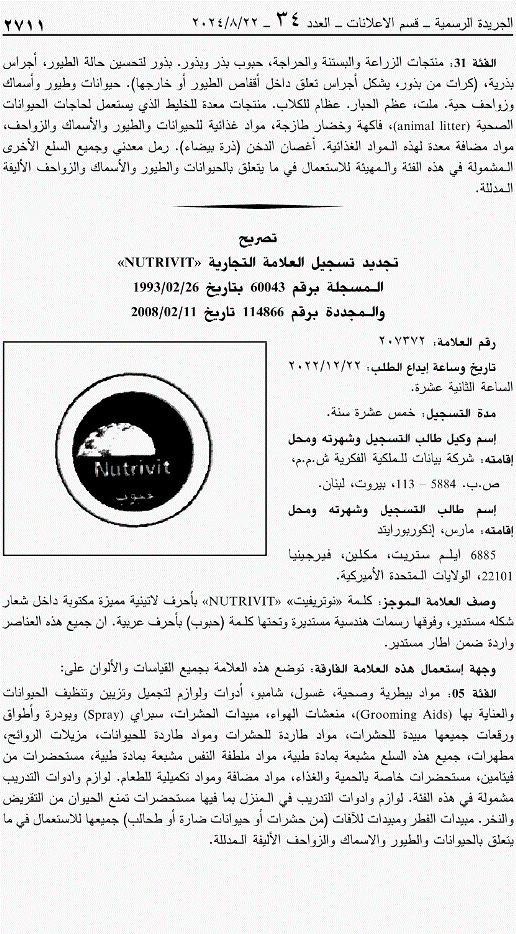 الجريدة الرسمية – قسم الاعلانات – العدد ٣٤ – ٢٠٢٤/٨/٢٢
٢٧١١
الفئة 31: منتجات الزراعة والبستنة والحراجة، حبوب بذر وبذور. بذور لتحسين حالة الطيور، أجراس
بذرية، (كرات من بذور، يشكل أجراس تعلق داخل أقفاص الطيور أو خارجها). حيوانات وطيور وأسماك
وزواحف حية. ملت، عظم الحبار. عظام للكلاب. منتجات معدة للخليط الذي يستعمل لحاجات الحيوانات
الصحية (animal litter)، فاكهة وخضار طازجة، مواد غذائية للحيوانات والطيور والأسماك والزواحف،
مواد مضافة معدة لهذه المواد الغذائية. أغصان الدخن (ذرة بيضاء). رمل معدني وجميع السلع الأخرى
المشمولة في هذه الفئة والمهيئة للاستعمال في ما يتعلق بالحيوانات والطيور والأسماك والزواحف الأليفة
المدللة.
تصريح
تجديد تسجيل العلامة التجارية «NUTRIVIT»
المسجلة برقم 60043 بتاريخ 1993/02/26
والمجددة برقم 114866 تاريخ 2008/02/11
رقم العلامة: ٢٠٧٣٧٢
تاريخ وساعة إيداع الطلب: ٢٠٢٢/١٢/٢٢
الساعة الثانية عشرة.
مدة التسجيل: خمس عشرة سنة.
إسم وكيل طالب التسجيل وشهرته ومحل
إقامته: شركة بيانات للملكية الفكرية ش.م.م.،
ص.ب. 5884 – 113، بيروت، لبنان.
إسم طالب التسجيل وشهرته ومحل
إقامته: مارس، إنكوربورايتد
6885 ايلم ستريت، مكلين، فيرجينيا
22101، الولايات المتحدة الأميركية.
Nutrivit
حبوب
وصف العلامة الموجز: كلمة «نوتريفيت» «NUTRIVIT» بأحرف لاتينية مميزة مكتوبة داخل شعار
شكله مستدير، وفوقها رسمات هندسية مستديرة وتحتها كلمة (حبوب) بأحرف عربية. ان جميع هذه العناصر
واردة ضمن اطار مستدير.
وجهة إستعمال هذه العلامة الفارقة: توضع هذه العلامة بجميع القياسات والألوان على:
الفئة 05: مواد بيطرية وصحية، غسول، شامبو، أدوات ولوازم لتجميل وتزيين وتنظيف الحيوانات
والعناية بها (Grooming Aids)، منعشات الهواء، مبيدات الحشرات، سبراي (Spray) وبودرة وأطواق
ورقعات جميعها مبيدة للحشرات، مواد طاردة للحشرات ومواد طاردة للحيوانات، مزيلات الروائح،
مطهرات، جميع هذه السلع مشبعة بمادة طبية، مواد ملطفة النفس مشبعة بمادة طبية، مستحضرات من
فيتامين، مستحضرات خاصة بالحمية والغذاء، مواد مضافة ومواد تكميلية للطعام. لوازم وادوات التدريب
مشمولة في هذه الفئة. لوازم وادوات التدريب في المنزل بما فيها مستحضرات تمنع الحيوان من التقريض
والنخر. مبيدات الفطر ومبيدات للآفات (من حشرات أو حيوانات ضارة أو طحالب) جميعها للاستعمال في ما
يتعلق بالحيوانات والطيور والاسماك والزواحف الأليفة المدللة.